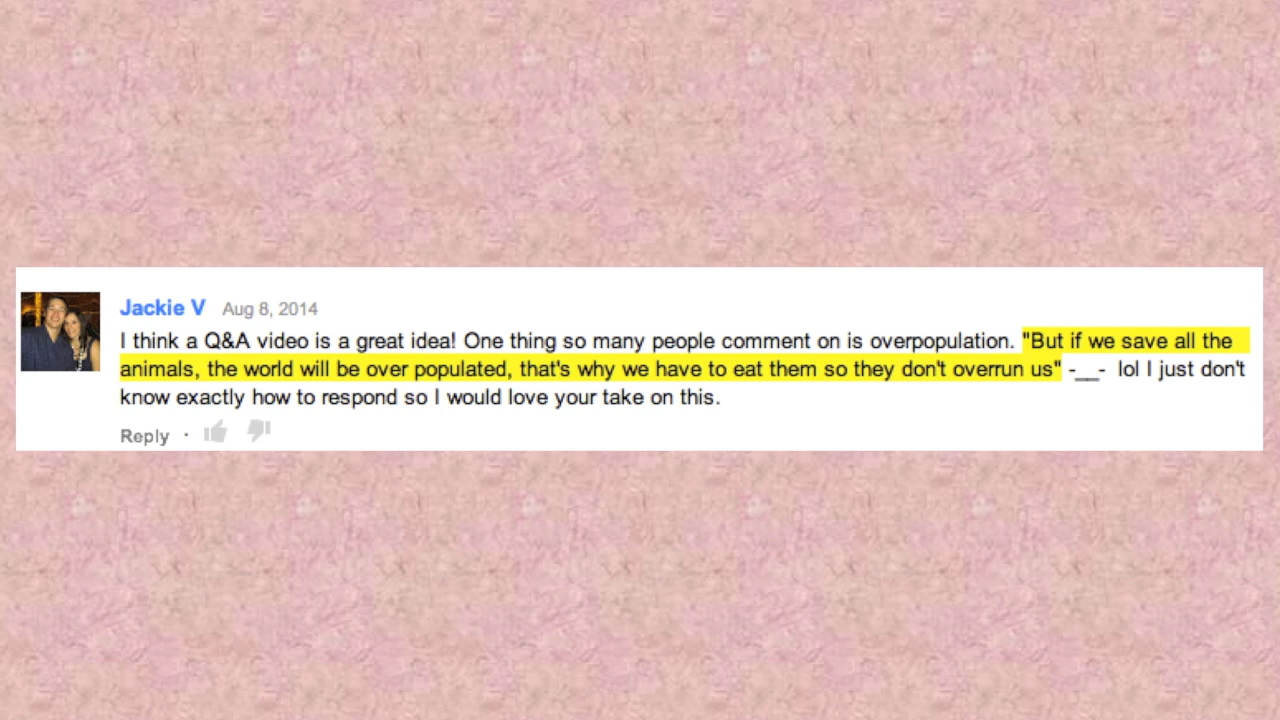 Jackie V Aug 8, 2014
I think a Q&A video is a great idea! One thing so many people comment on is overpopulation. "But if we save all the
animals, the world will be over populated, that's why we have to eat them so they don't overrun us" -__- lol I just don't
know exactly how to respond so I would love your take on this.
Reply ·